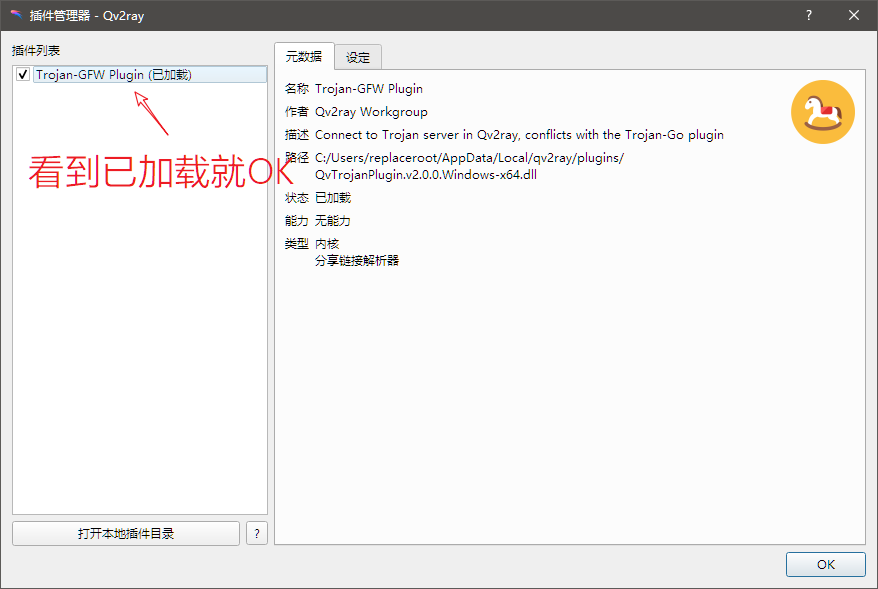 插件管理器 - Qv2ray
?
插件列表
Trojan-GFW Plugin (已加载)
看到已加载就OK
打开本地插件目录
?
元数据
设定
名称 Trojan-GFW Plugin
作者 Qv2ray Workgroup
描述 Connect to Trojan server in Qv2ray, conflicts with the Trojan-Go plugin
路径 C:/Users/replaceroot/AppData/Local/qv2ray/plugins/
QvTrojanPlugin.v2.0.0.Windows-x64.dll
状态 已加载
能力 无能力
类型 内核
分享链接解析器
OK